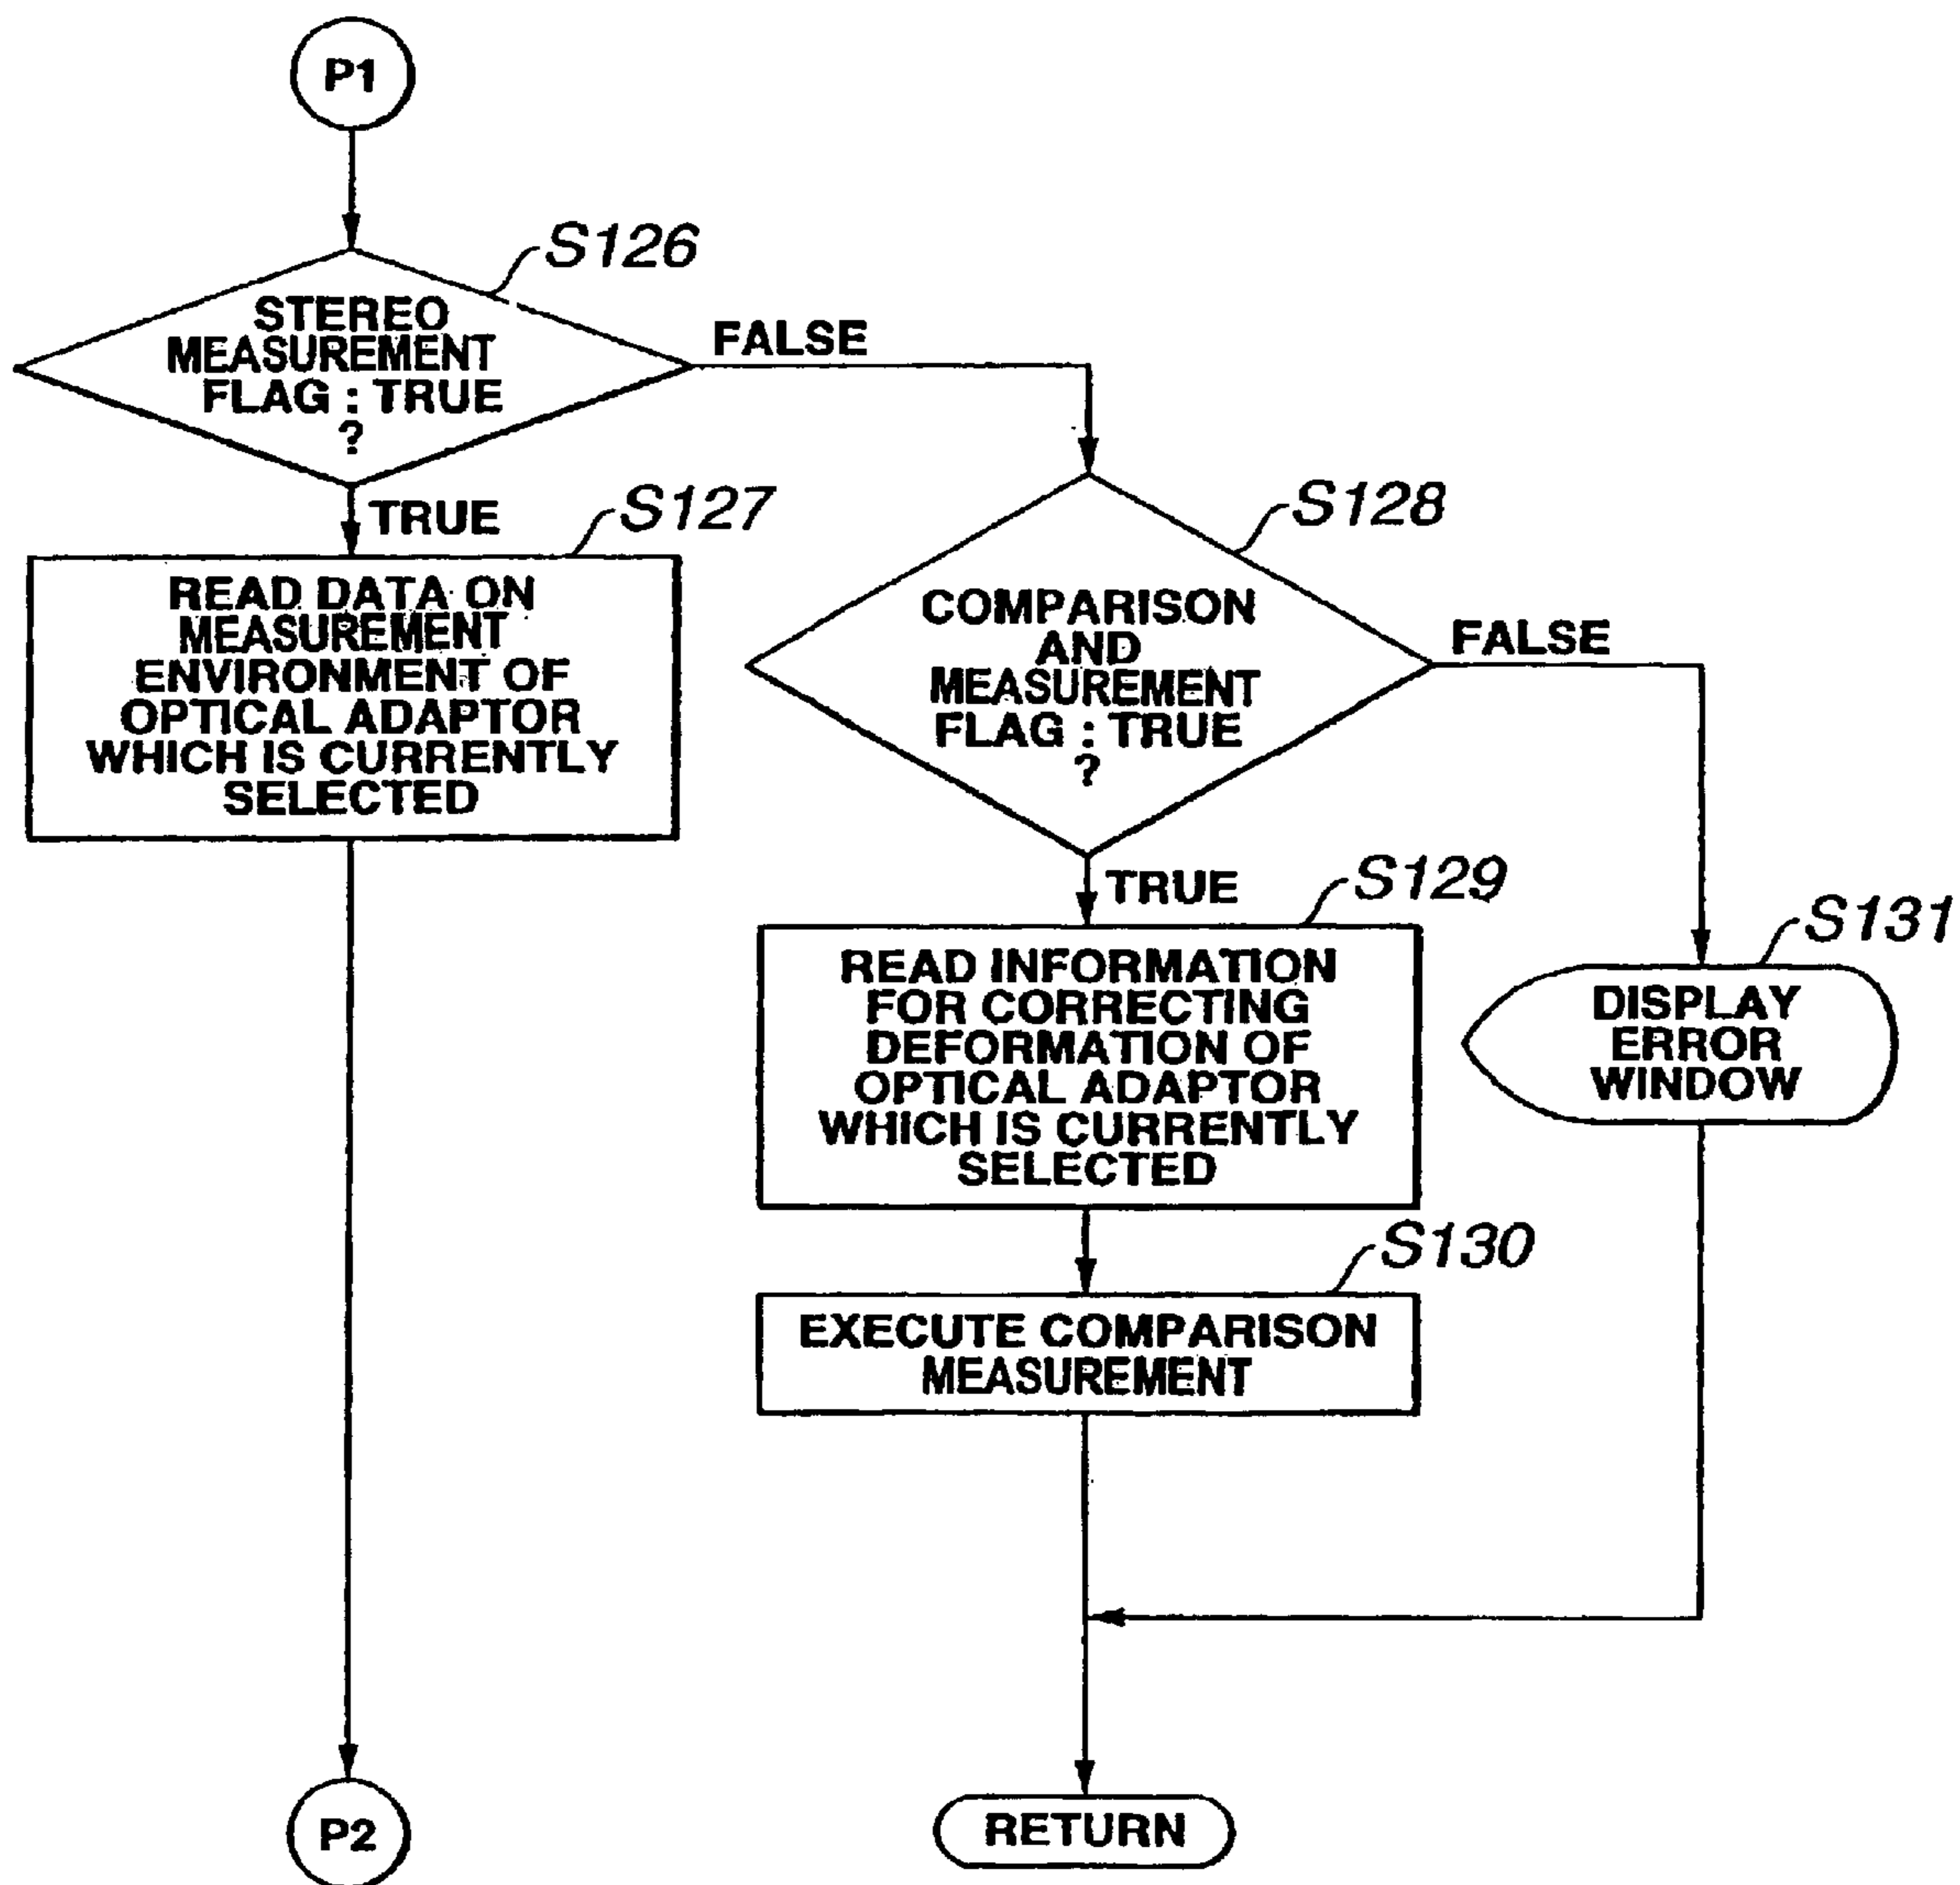 P1
S126
STEREO
MEASUREMENT
FLAG : TRUE
?
FALSE
TRUE
S127
READ DATA ON
MEASUREMENT
ENVIRONMENT OF
OPTICAL ADAPTOR
WHICH IS CURRENTLY
SELECTED
S128
COMPARISON
AND
MEASUREMENT
FLAG : TRUE
?
FALSE
TRUE
S129
READ INFORMATION
FOR CORRECTING
DEFORMATION OF
OPTICAL ADAPTOR
WHICH IS CURRENTLY
SELECTED
S131
DISPLAY
ERROR
WINDOW
S130
EXECUTE COMPARISON
MEASUREMENT
P2
RETURN